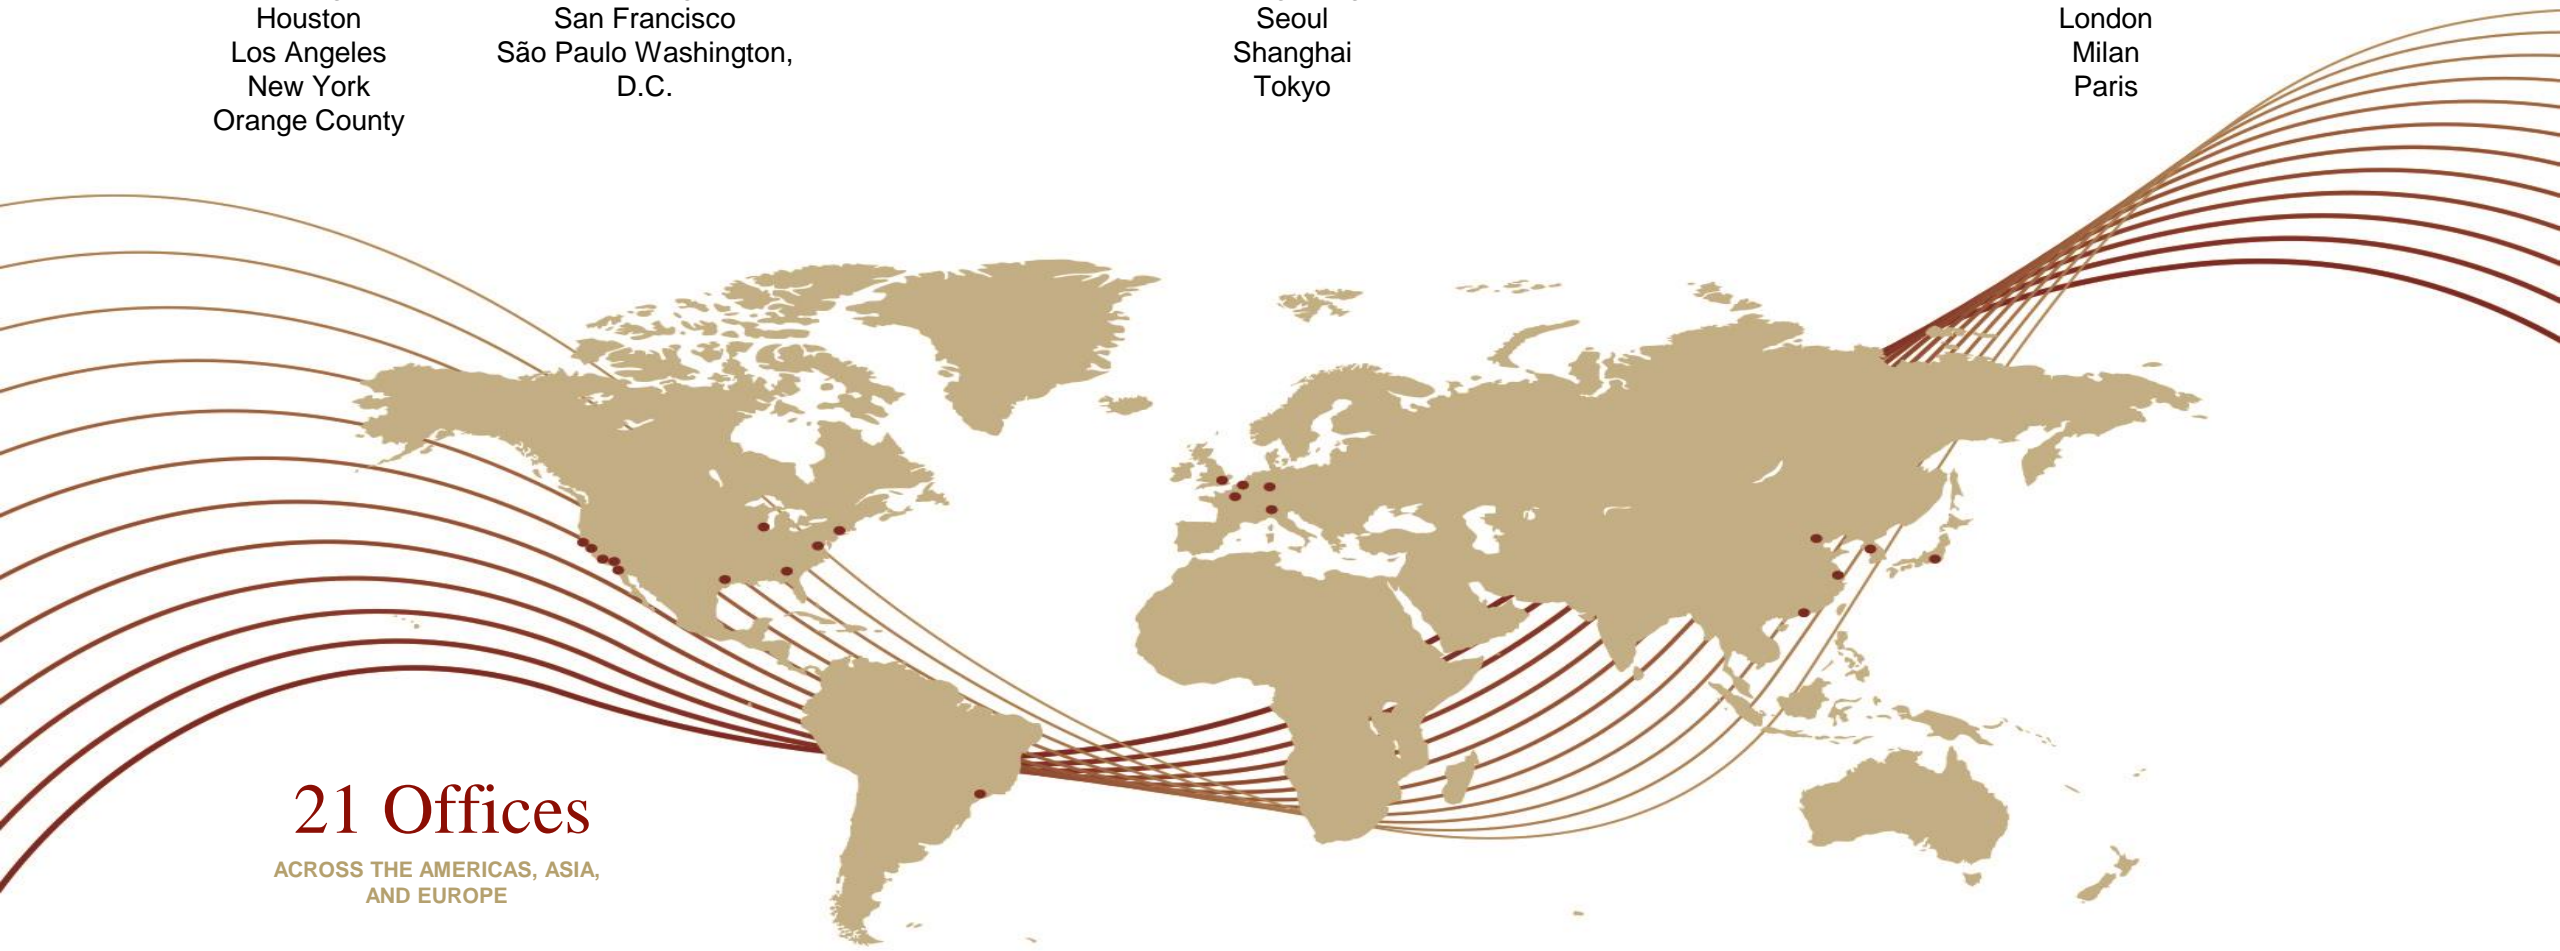 Houston
Los Angeles
New York
Orange County
San Francisco
São Paulo Washington,
D.C.
Seoul
Shanghai
Tokyo
London
Milan
Paris
21 Offices
ACROSS THE AMERICAS, ASIA,
AND EUROPE